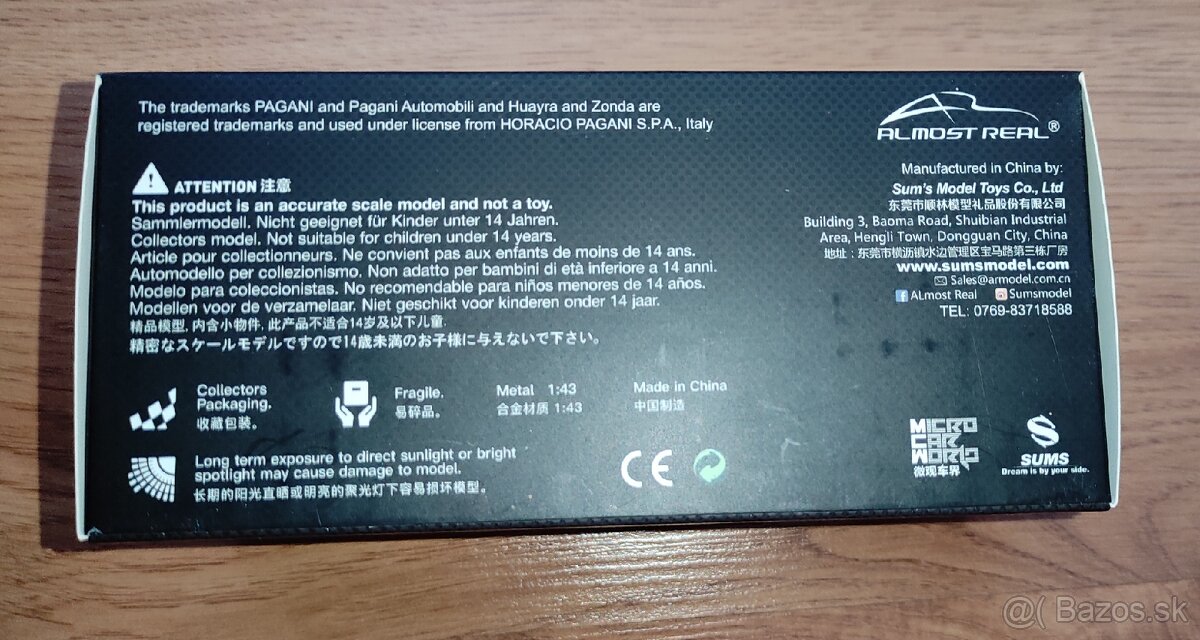 The trademarks PAGANI and Pagani Automobili and Huayra and Zonda are
registered trademarks and used under license from HORACIO PAGANI S.P.A., Italy
ALMOST REAL®
ATTENTION 注意
This product is an accurate scale model and not a toy.
Sammlermodell. Nicht geeignet für Kinder unter 14 Jahren.
Collectors model. Not suitable for children under 14 years.
Article pour collectionneurs. Ne convient pas aux enfants de moins de 14 ans.
Automodello per collezionismo. Non adatto per bambini di età inferiore a 14 anni.
Modelo para coleccionistas. No recomendable para niños menores de 14 años.
Modellen voor de verzamelaar. Niet geschikt voor kinderen onder 14 jaar.
精品模型, 内含小物件, 此产品不适合14岁及以下儿童.
精密なスケールモデルですので14歳未満のお子様に与えないで下さい。
Manufactured in China by:
Sum's Model Toys Co., Ltd
东莞市顺林模型礼品股份有限公司
Building 3, Baoma Road, Shuibian Industrial
Area, Hengli Town, Dongguan City, China
地址：东莞市横沥镇水边管理区宝马路第三栋厂房
www.sumsmodel.com
Sales@armodel.com.cn
ALmost Real Sumsmodel
TEL: 0769-83718588
Collectors
Packaging.
收藏包装。
Fragile.
易碎品。
Metal 1:43
合金材质 1:43
Made in China
中国制造
Long term exposure to direct sunlight or bright
spotlight may cause damage to model.
长期的阳光直晒或明亮的聚光灯下容易损坏模型。
CE
MICRO
CAR
WORLD
微现车界
SUMS
Dream is by your side.
@( Bazos.sk